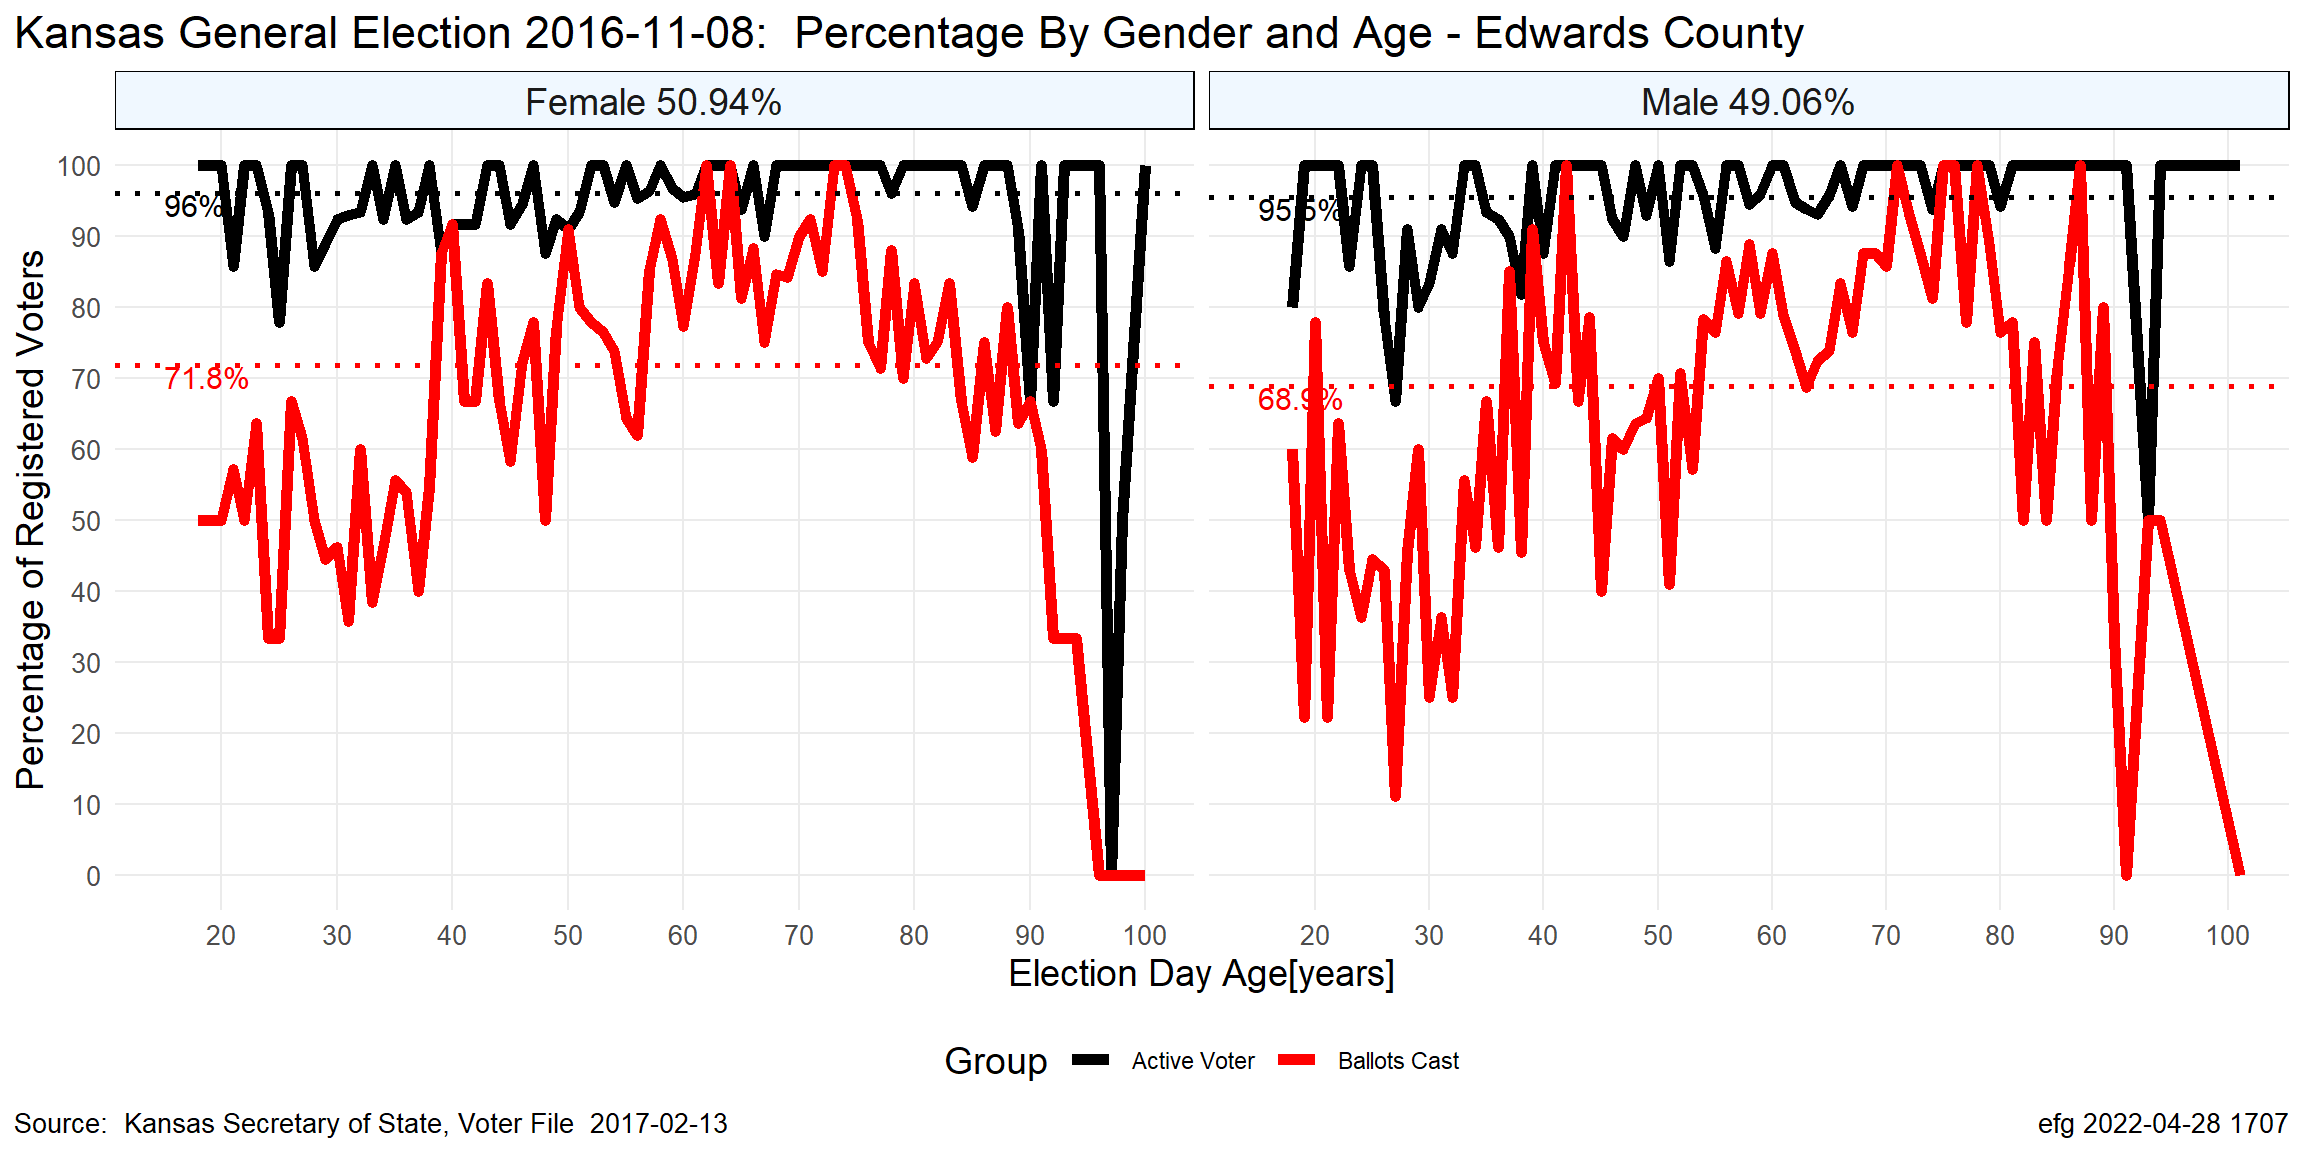 Kansas General Election 2016-11-08:  Percentage By Gender and Age - Edwards County
Female 50.94%
Male 49.06%
Percentage of Registered Voters
100
90
80
70
60
50
40
30
20
10
0
96%
71.8%
95.5%
68.9%
20 30 40 50 60 70 80 90 100
20 30 40 50 60 70 80 90 100
Election Day Age[years]
Group Active Voter Ballots Cast
Source:  Kansas Secretary of State, Voter File  2017-02-13
efg 2022-04-28 1707